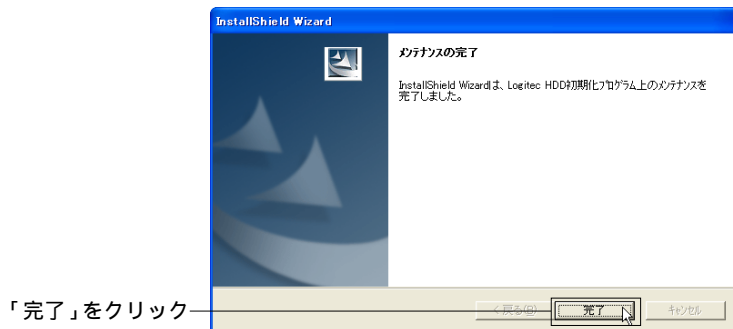 InstallShield Wizard
メンテナンスの完了
InstallShield Wizardは、Logitec HDD初期化プログラム上のメンテナンスを
完了しました。
「完了」をクリック
< 戻る(B)
完了
キャンセル